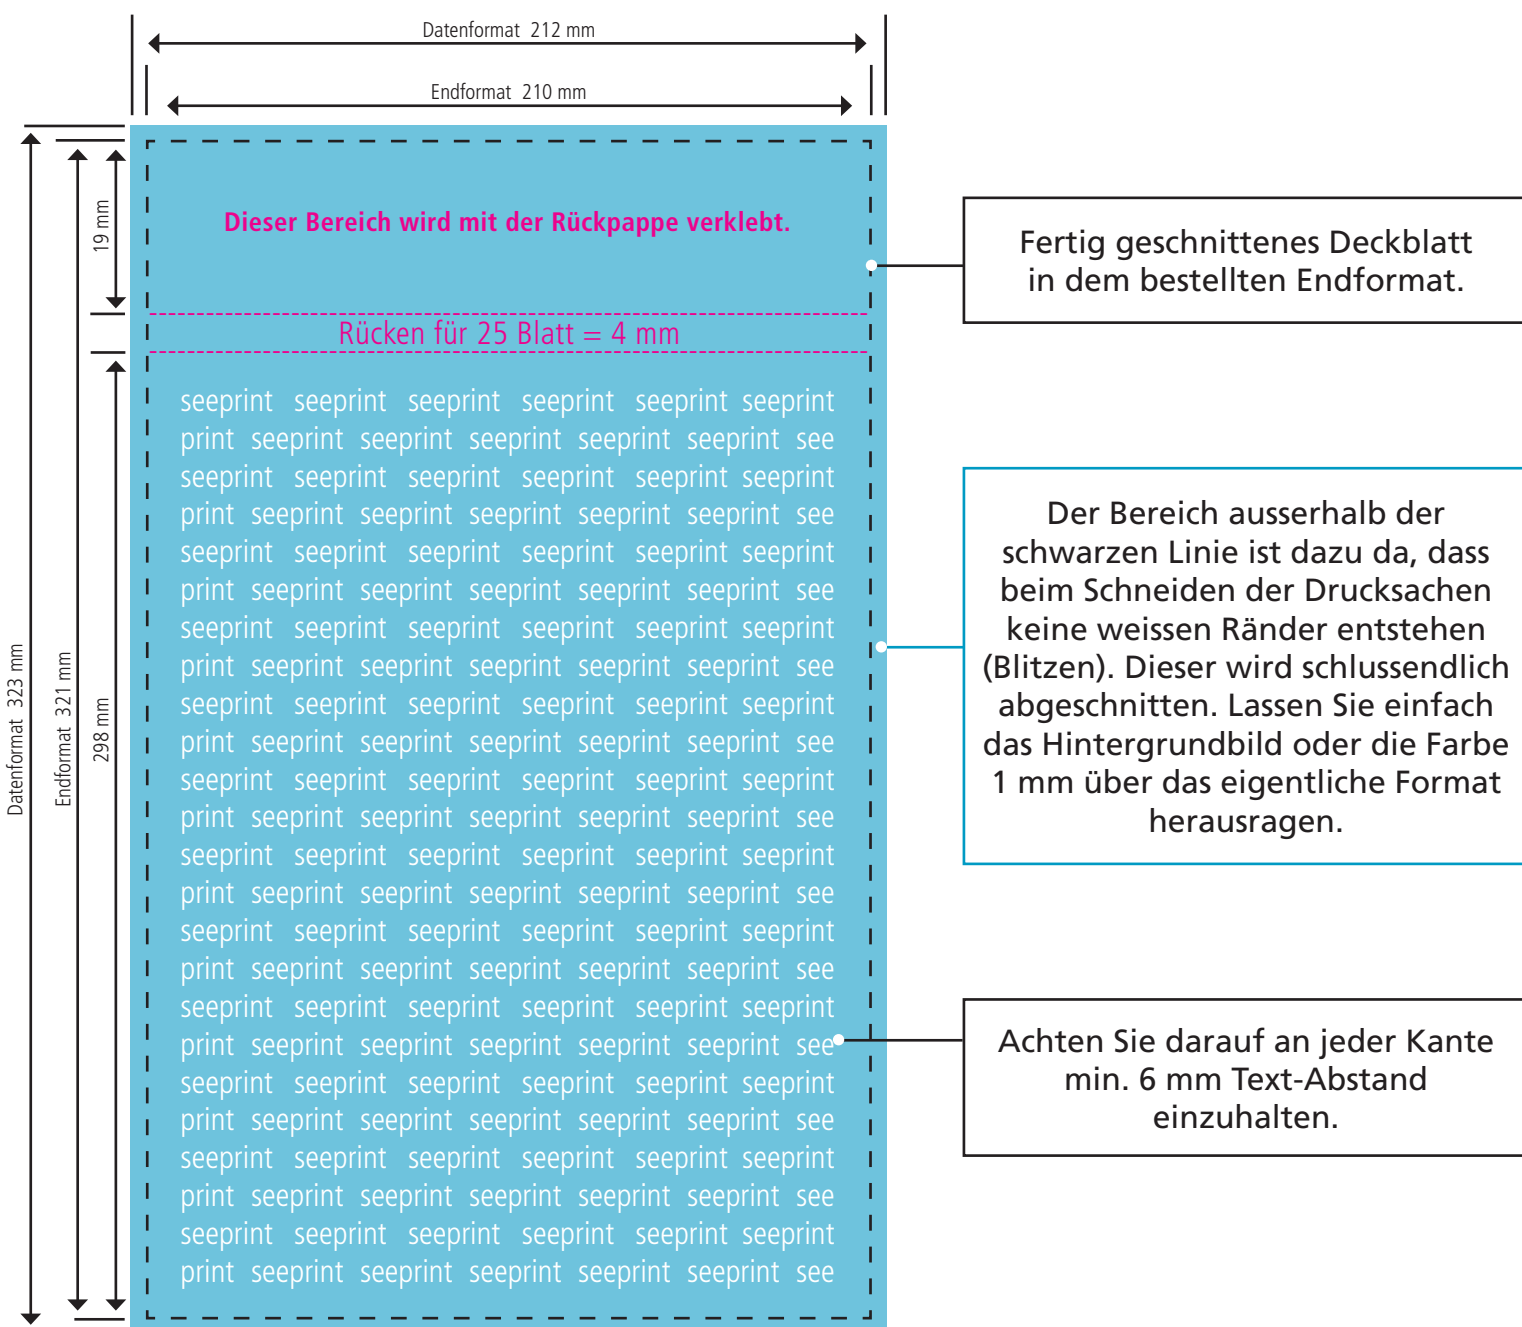 Datenformat 212 mm
Endformat 210 mm
Datenformat 323 mm
Endformat 321 mm
19 mm
298 mm
Dieser Bereich wird mit der Rückpappe verklebt.
Rücken für 25 Blatt = 4 mm
seeprint seeprint seeprint seeprint seeprint seeprint
print seeprint seeprint seeprint seeprint seeprint see
seeprint seeprint seeprint seeprint seeprint seeprint
print seeprint seeprint seeprint seeprint seeprint see
seeprint seeprint seeprint seeprint seeprint seeprint
print seeprint seeprint seeprint seeprint seeprint see
seeprint seeprint seeprint seeprint seeprint seeprint
print seeprint seeprint seeprint seeprint seeprint see
seeprint seeprint seeprint seeprint seeprint seeprint
print seeprint seeprint seeprint seeprint seeprint see
seeprint seeprint seeprint seeprint seeprint seeprint
print seeprint seeprint seeprint seeprint seeprint see
seeprint seeprint seeprint seeprint seeprint seeprint
print seeprint seeprint seeprint seeprint seeprint see
seeprint seeprint seeprint seeprint seeprint seeprint
print seeprint seeprint seeprint seeprint seeprint see
seeprint seeprint seeprint seeprint seeprint seeprint
print seeprint seeprint seeprint seeprint seeprint see
seeprint seeprint seeprint seeprint seeprint seeprint
print seeprint seeprint seeprint seeprint seeprint see
seeprint seeprint seeprint seeprint seeprint seeprint
print seeprint seeprint seeprint seeprint seeprint see
seeprint seeprint seeprint seeprint seeprint seeprint
print seeprint seeprint seeprint seeprint seeprint see
Fertig geschnittenes Deckblatt
in dem bestellten Endformat.
Der Bereich ausserhalb der
schwarzen Linie ist dazu da, dass
beim Schneiden der Drucksachen
keine weissen Ränder entstehen
(Blitzen). Dieser wird schlussendlich
abgeschnitten. Lassen Sie einfach
das Hintergrundbild oder die Farbe
1 mm über das eigentliche Format
herausragen.
Achten Sie darauf an jeder Kante
min. 6 mm Text-Abstand
einzuhalten.